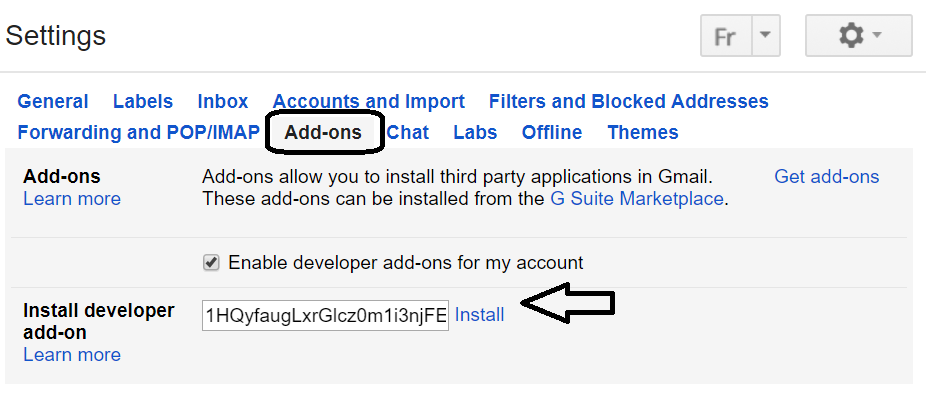 Settings
Fr
General Labels Inbox Accounts and Import Filters and Blocked Addresses
Forwarding and POP/IMAP Add-ons Chat Labs Offline Themes
Add-ons Add-ons allow you to install third party applications in Gmail. Get add-ons
Learn more These add-ons can be installed from the G Suite Marketplace.
Enable developer add-ons for my account
Install developer 1HQyfaugLxrGlcz0m1i3njFE Install
add-on
Learn more